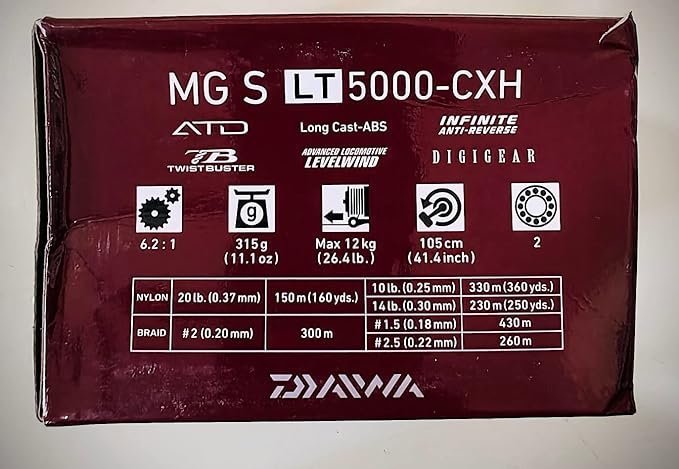 MG S LT 5000-CXH
ATD Long Cast-ABS INFINITE ANTI-REVERSE
TB TWISTBUSTER ADVANCED LOCOMOTIVE LEVELWIND DIGIGEAR
g
6.2 : 1 315g (11.1oz) Max 12kg (26.4lb.) 105cm (41.4inch) 2
NYLON 20lb. (0.37mm) 150m(160yds.) 10lb. (0.25mm) 330m(360yds.)
14lb. (0.30mm) 230m(250yds.)
BRAID #2 (0.20mm) 300m #1.5 (0.18mm) 430m
#2.5 (0.22mm) 260m
DAIWA